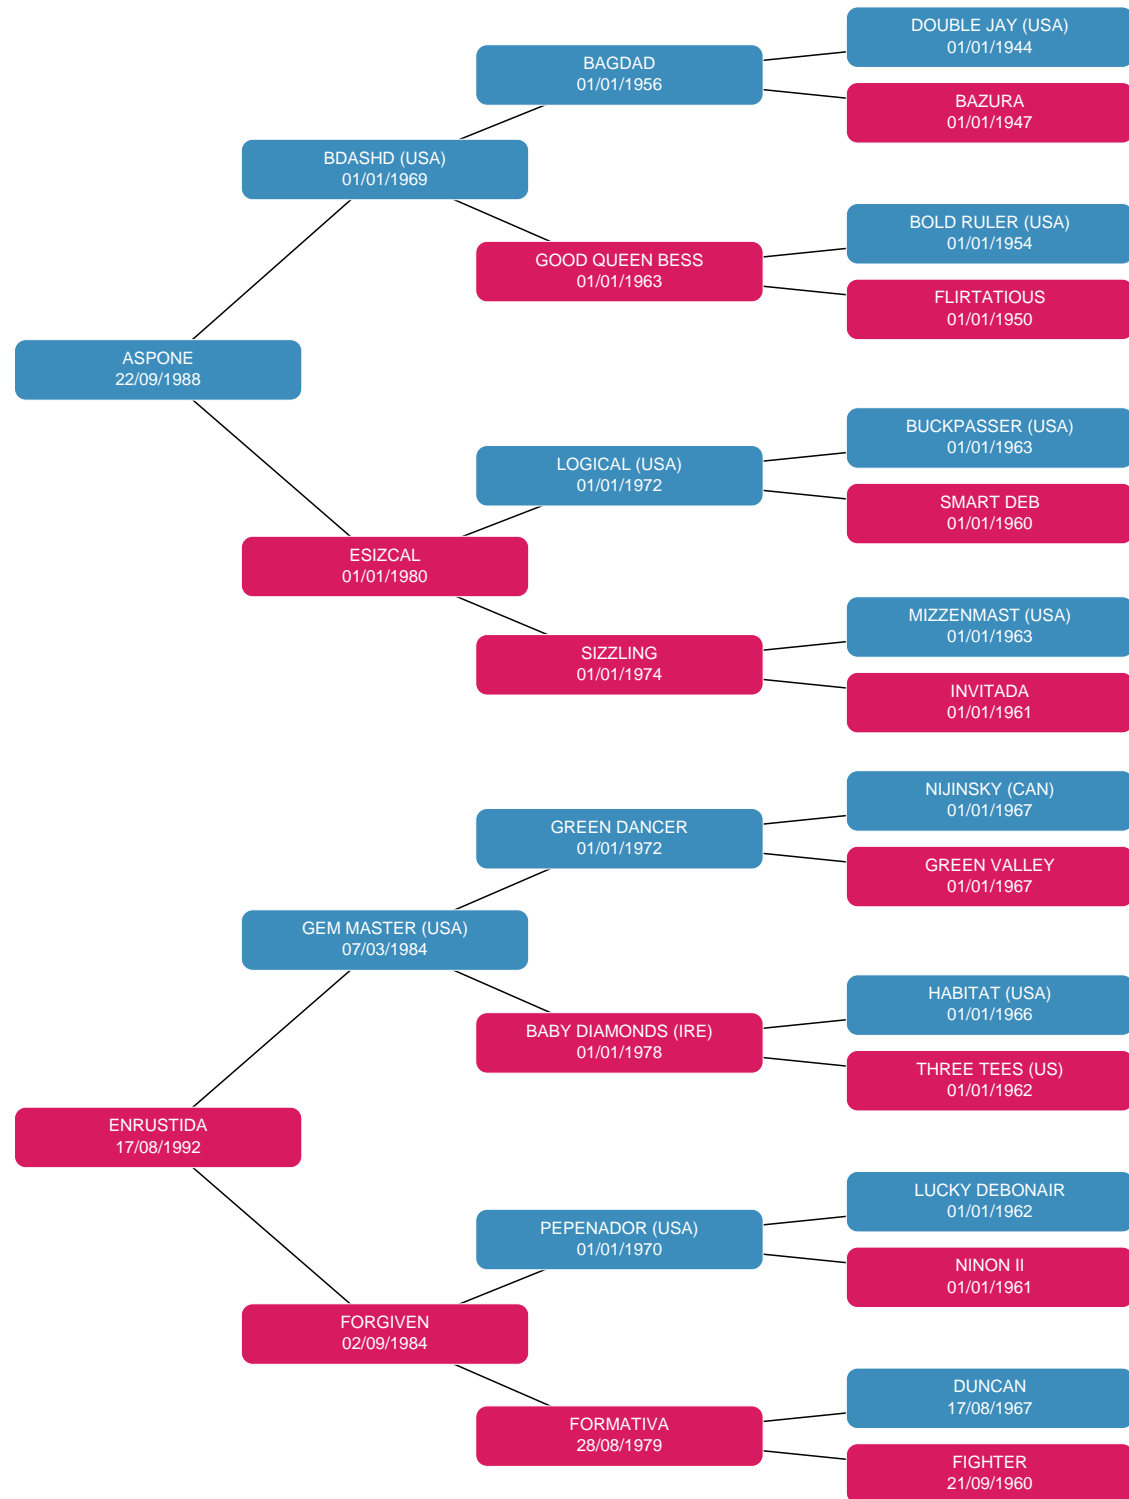 DOUBLE JAY (USA)
01/01/1944
BAGDAD
01/01/1956
BAZURA
01/01/1947
BDASHD (USA)
01/01/1969
BOLD RULER (USA)
01/01/1954
GOOD QUEEN BESS
01/01/1963
FLIRTATIOUS
01/01/1950
ASPONE
22/09/1988
BUCKPASSER (USA)
01/01/1963
LOGICAL (USA)
01/01/1972
SMART DEB
01/01/1960
ESIZCAL
01/01/1980
MIZZENMAST (USA)
01/01/1963
SIZZLING
01/01/1974
INVITADA
01/01/1961
NIJINSKY (CAN)
01/01/1967
GREEN DANCER
01/01/1972
GREEN VALLEY
01/01/1967
GEM MASTER (USA)
07/03/1984
HABITAT (USA)
01/01/1966
BABY DIAMONDS (IRE)
01/01/1978
THREE TEES (US)
01/01/1962
ENRUSTIDA
17/08/1992
LUCKY DEBONAIR
01/01/1962
PEPENADOR (USA)
01/01/1970
NINON II
01/01/1961
FORGIVEN
02/09/1984
DUNCAN
17/08/1967
FORMATIVA
28/08/1979
FIGHTER
21/09/1960